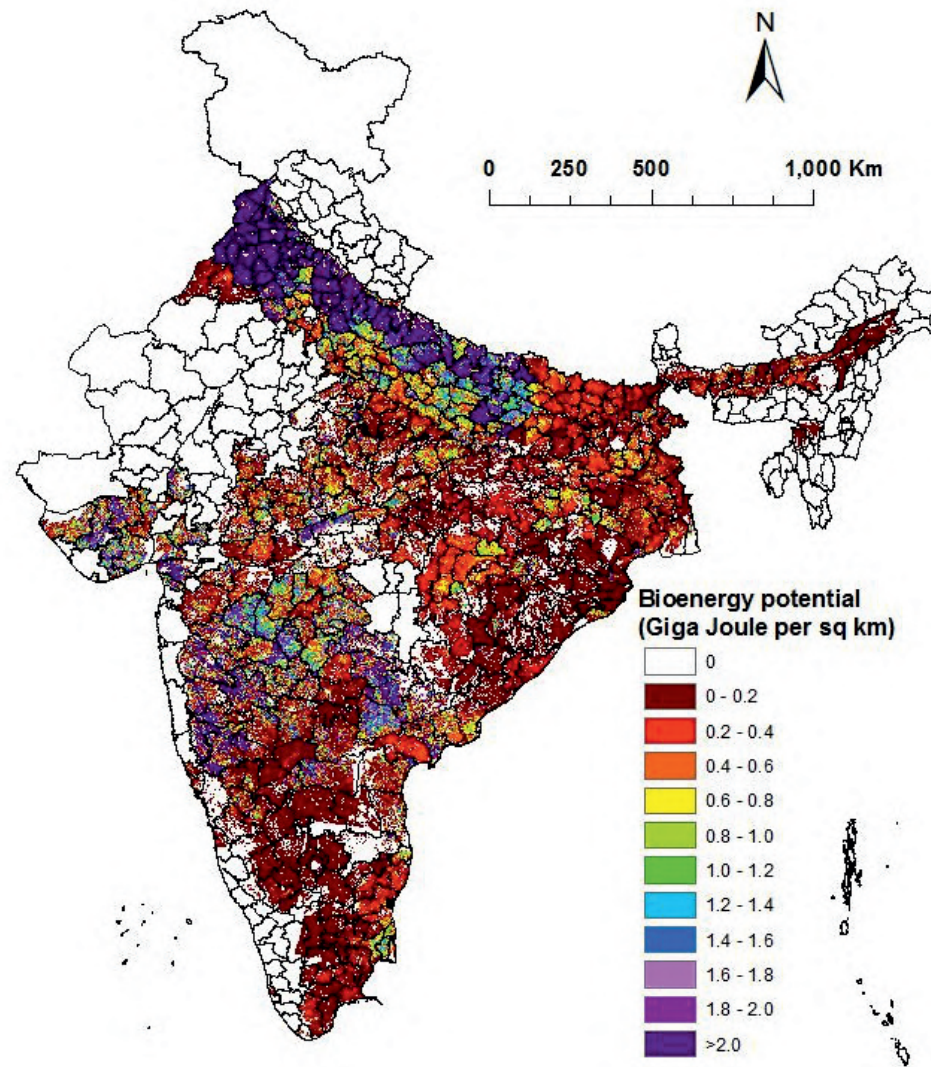 N
0 250 500 1,000 Km
Bioenergy potential
(Giga Joule per sq km)
0
0 - 0.2
0.2 - 0.4
0.4 - 0.6
0.6 - 0.8
0.8 - 1.0
1.0 - 1.2
1.2 - 1.4
1.4 - 1.6
1.6 - 1.8
1.8 - 2.0
>2.0